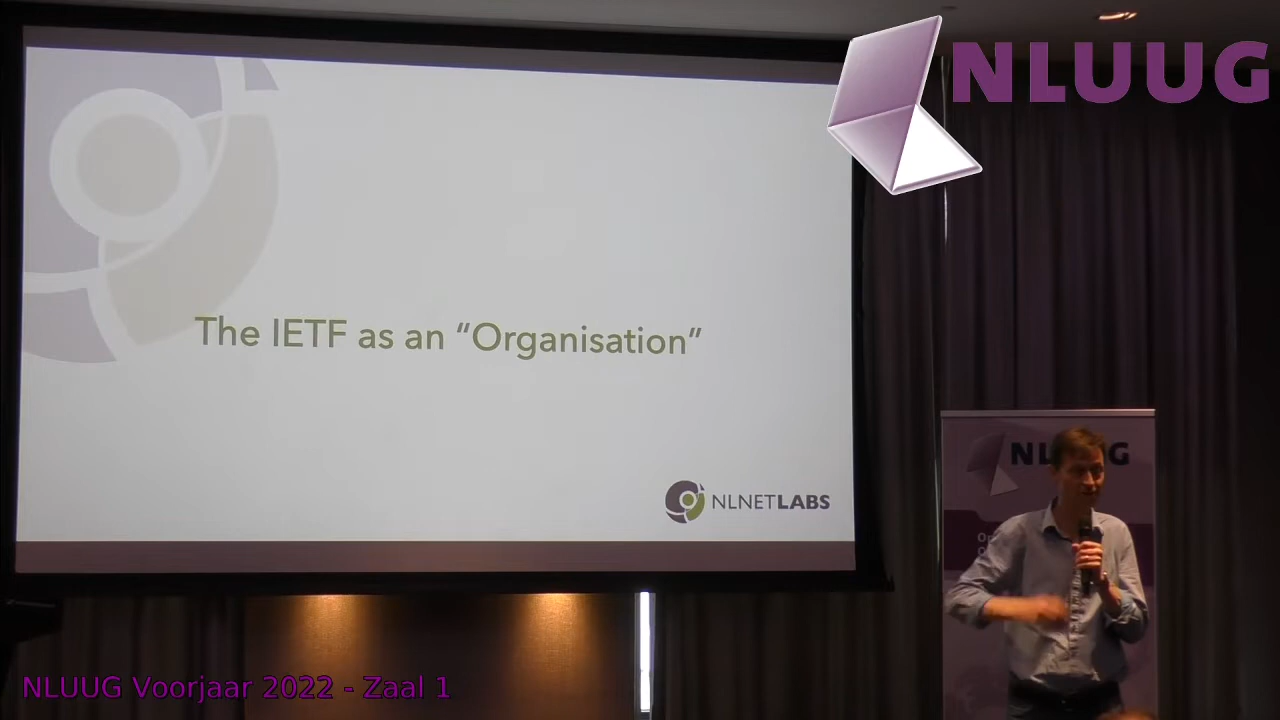 NLUUG
The IETF as an “Organisation”
NLNETLABS
NLUUG Voorjaar 2022 - Zaal 1